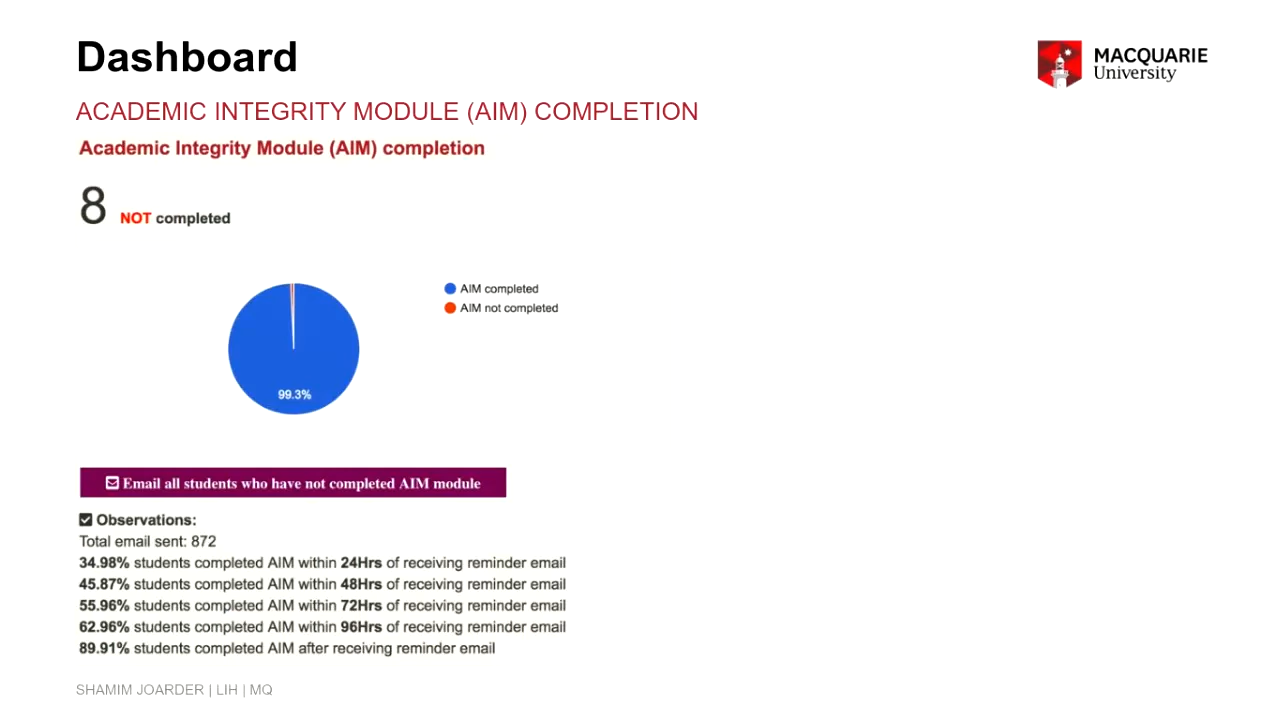 Dashboard
MACQUARIE
University
ACADEMIC INTEGRITY MODULE (AIM) COMPLETION
Academic Integrity Module (AIM) completion
8 NOT completed
AIM completed
AIM not completed
99.3%
Email all students who have not completed AIM module
Observations:
Total email sent: 872
34.98% students completed AIM within 24Hrs of receiving reminder email
45.87% students completed AIM within 48Hrs of receiving reminder email
55.96% students completed AIM within 72Hrs of receiving reminder email
62.96% students completed AIM within 96Hrs of receiving reminder email
89.91% students completed AIM after receiving reminder email
SHAMIM JOARDER | LIH | MQ